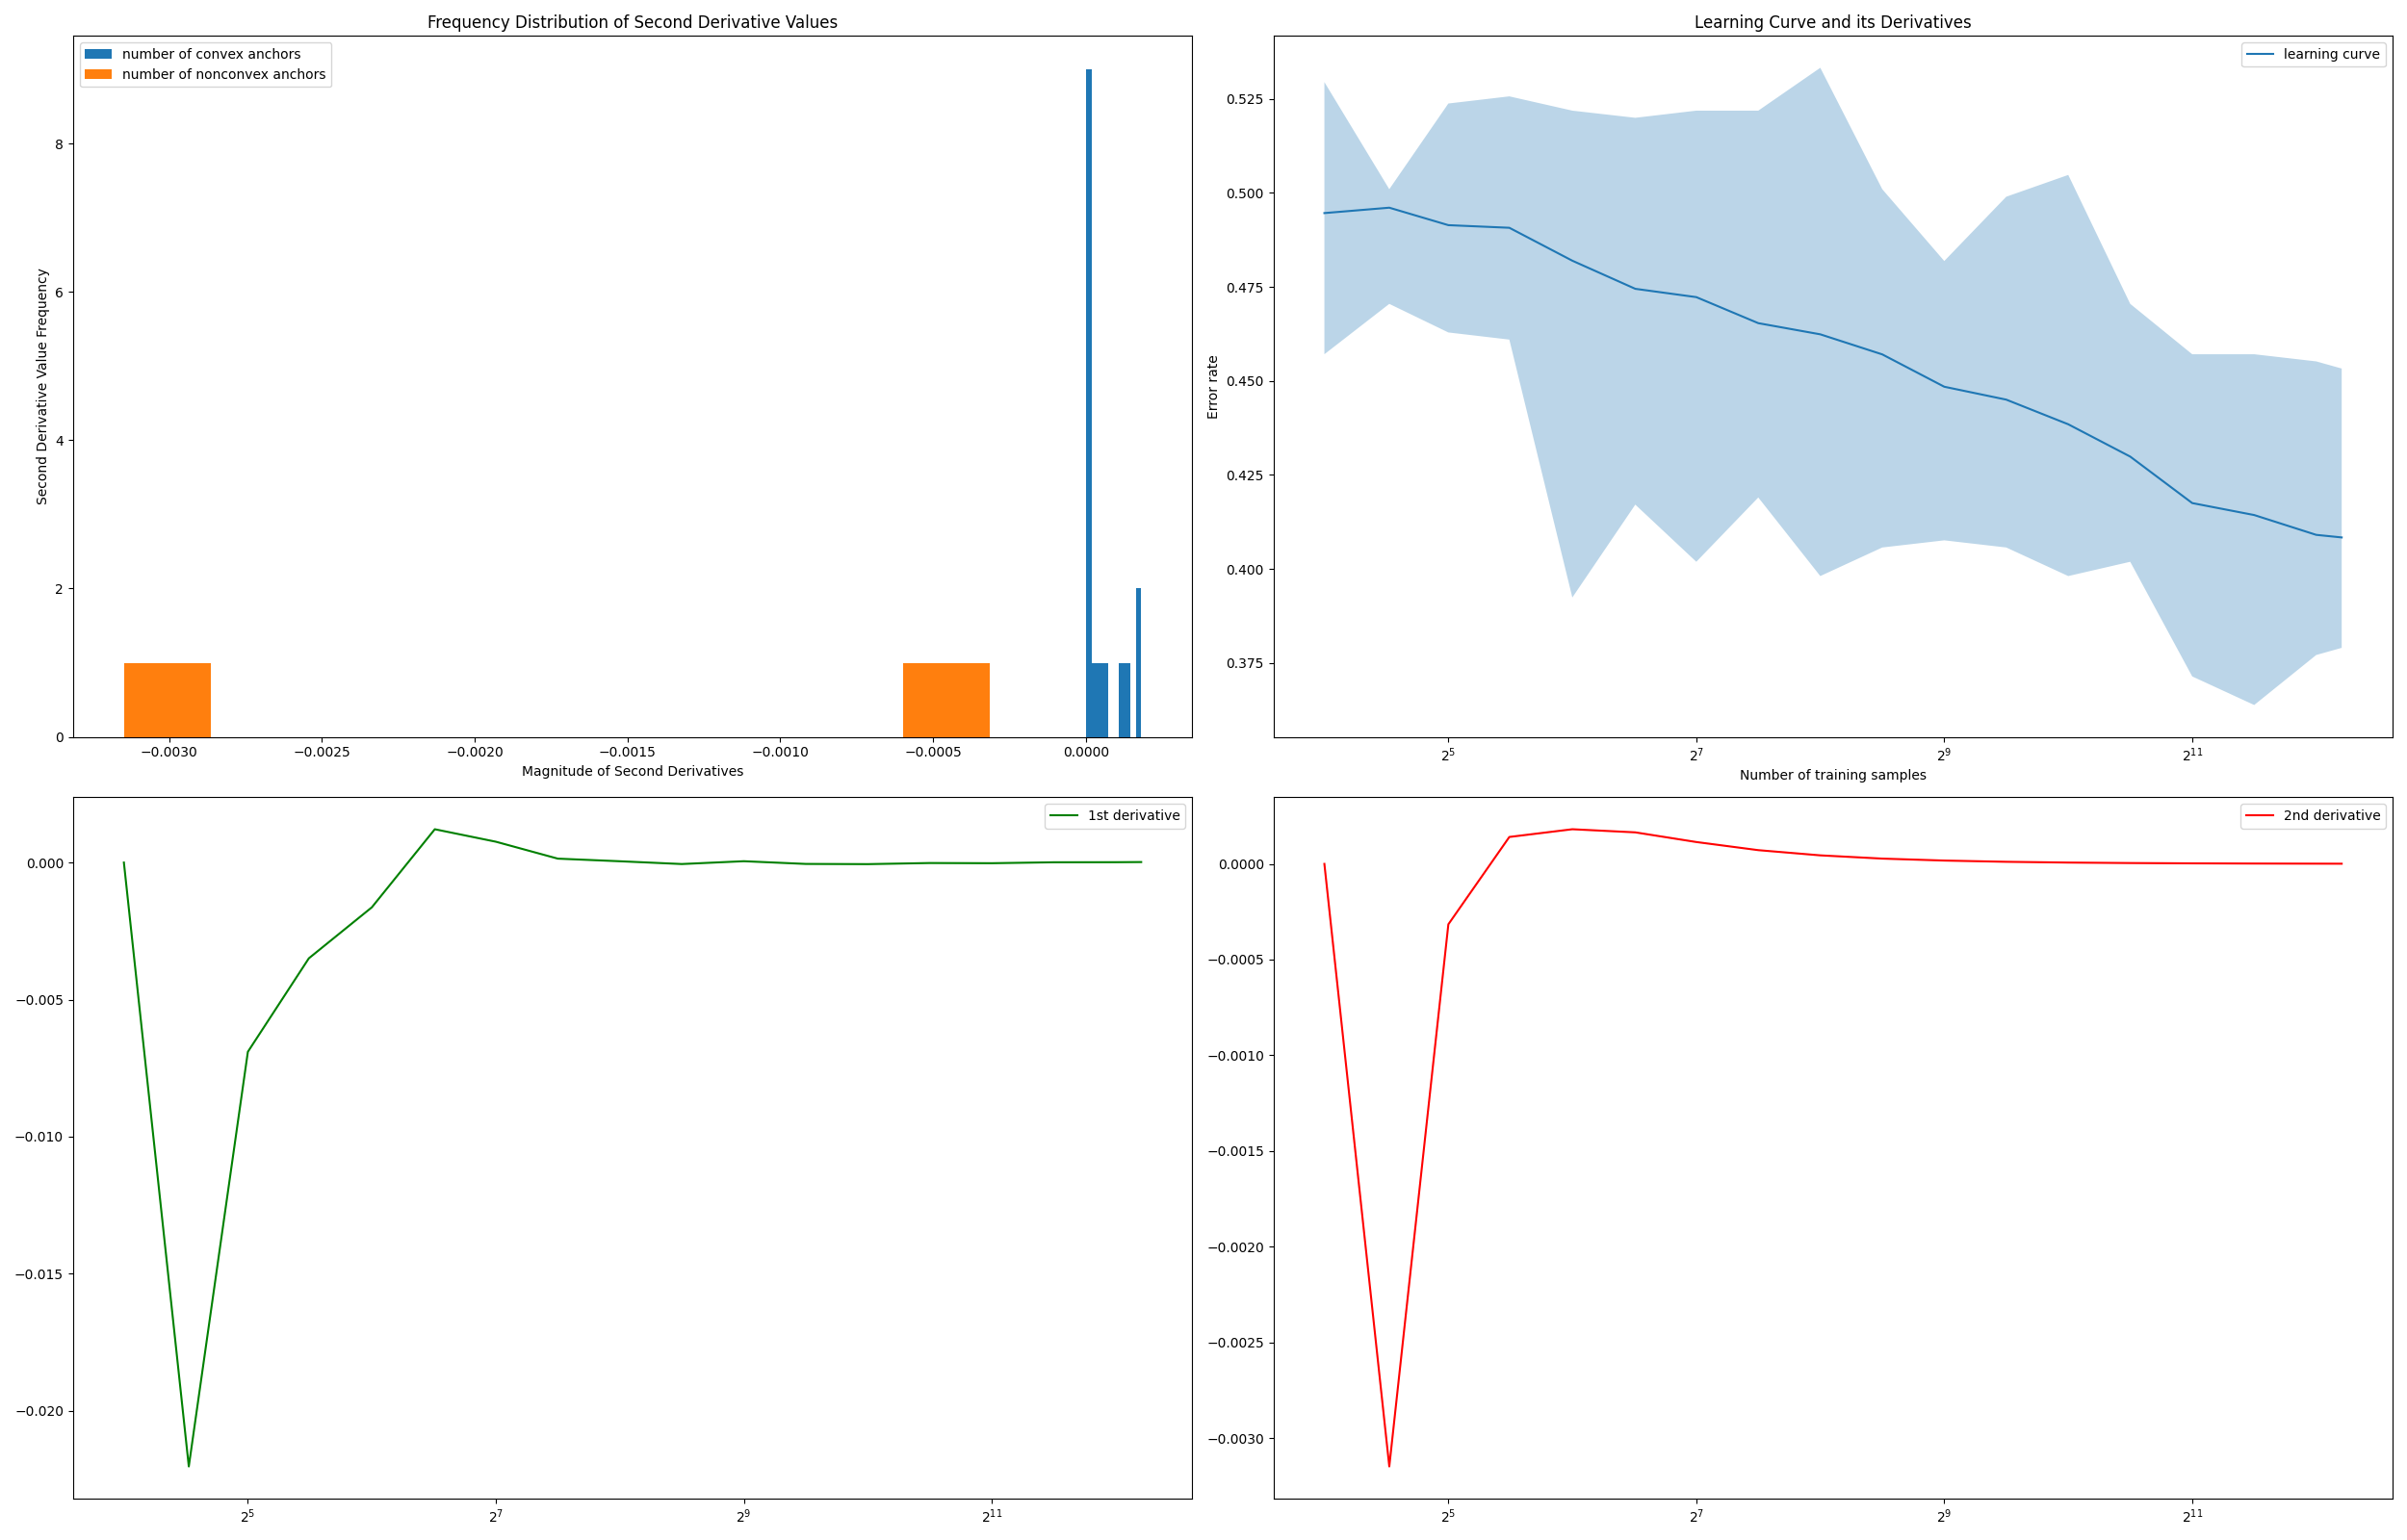 Frequency Distribution of Second Derivative Values
number of convex anchors
number of nonconvex anchors
Second Derivative Value Frequency
8
6
4
2
0
−0.0030 −0.0025 −0.0020 −0.0015 −0.0010 −0.0005 0.0000
Magnitude of Second Derivatives
Learning Curve and its Derivatives
learning curve
Error rate
0.525
0.500
0.475
0.450
0.425
0.400
0.375
2^5 2^7 2^9 2^11
Number of training samples
1st derivative
0.000
−0.005
−0.010
−0.015
−0.020
2^5 2^7 2^9 2^11
2nd derivative
0.0000
−0.0005
−0.0010
−0.0015
−0.0020
−0.0025
−0.0030
2^5 2^7 2^9 2^11